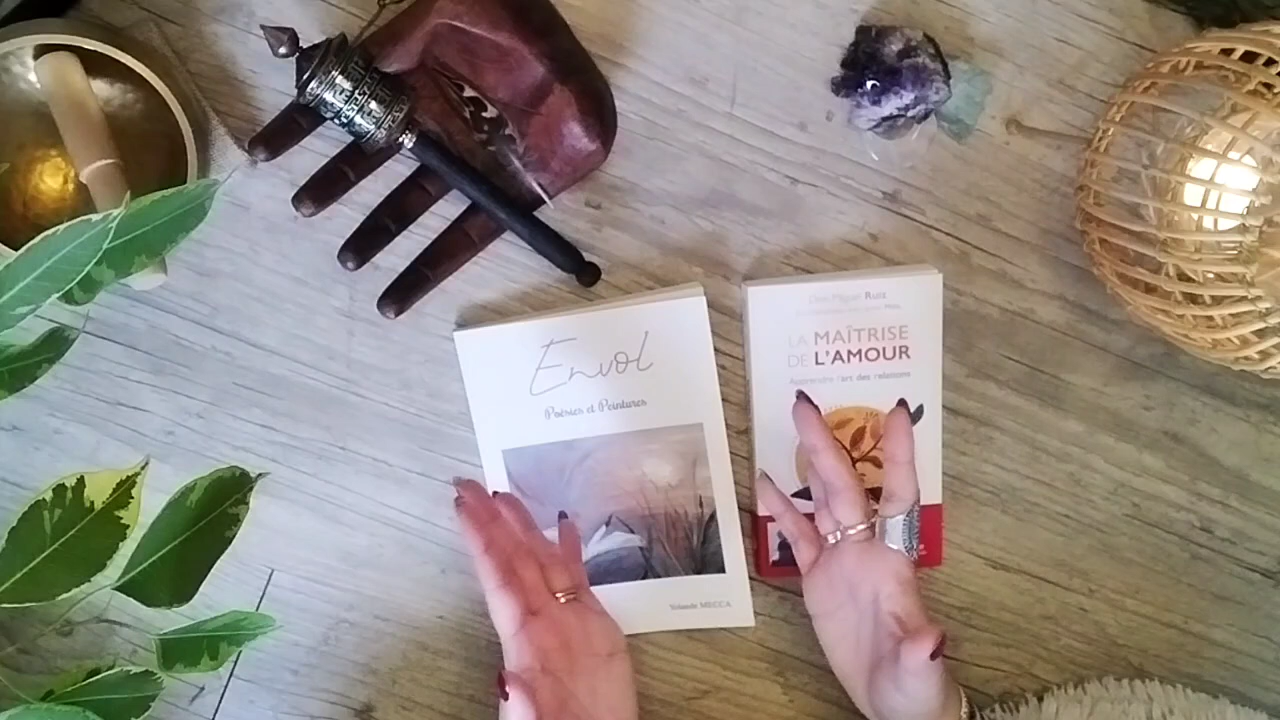 Envol
Poésies et Peintures
Yolande MECCA
Don Miguel Ruiz
LA MAÎTRISE
DE L'AMOUR
Apprendre l'art des relations